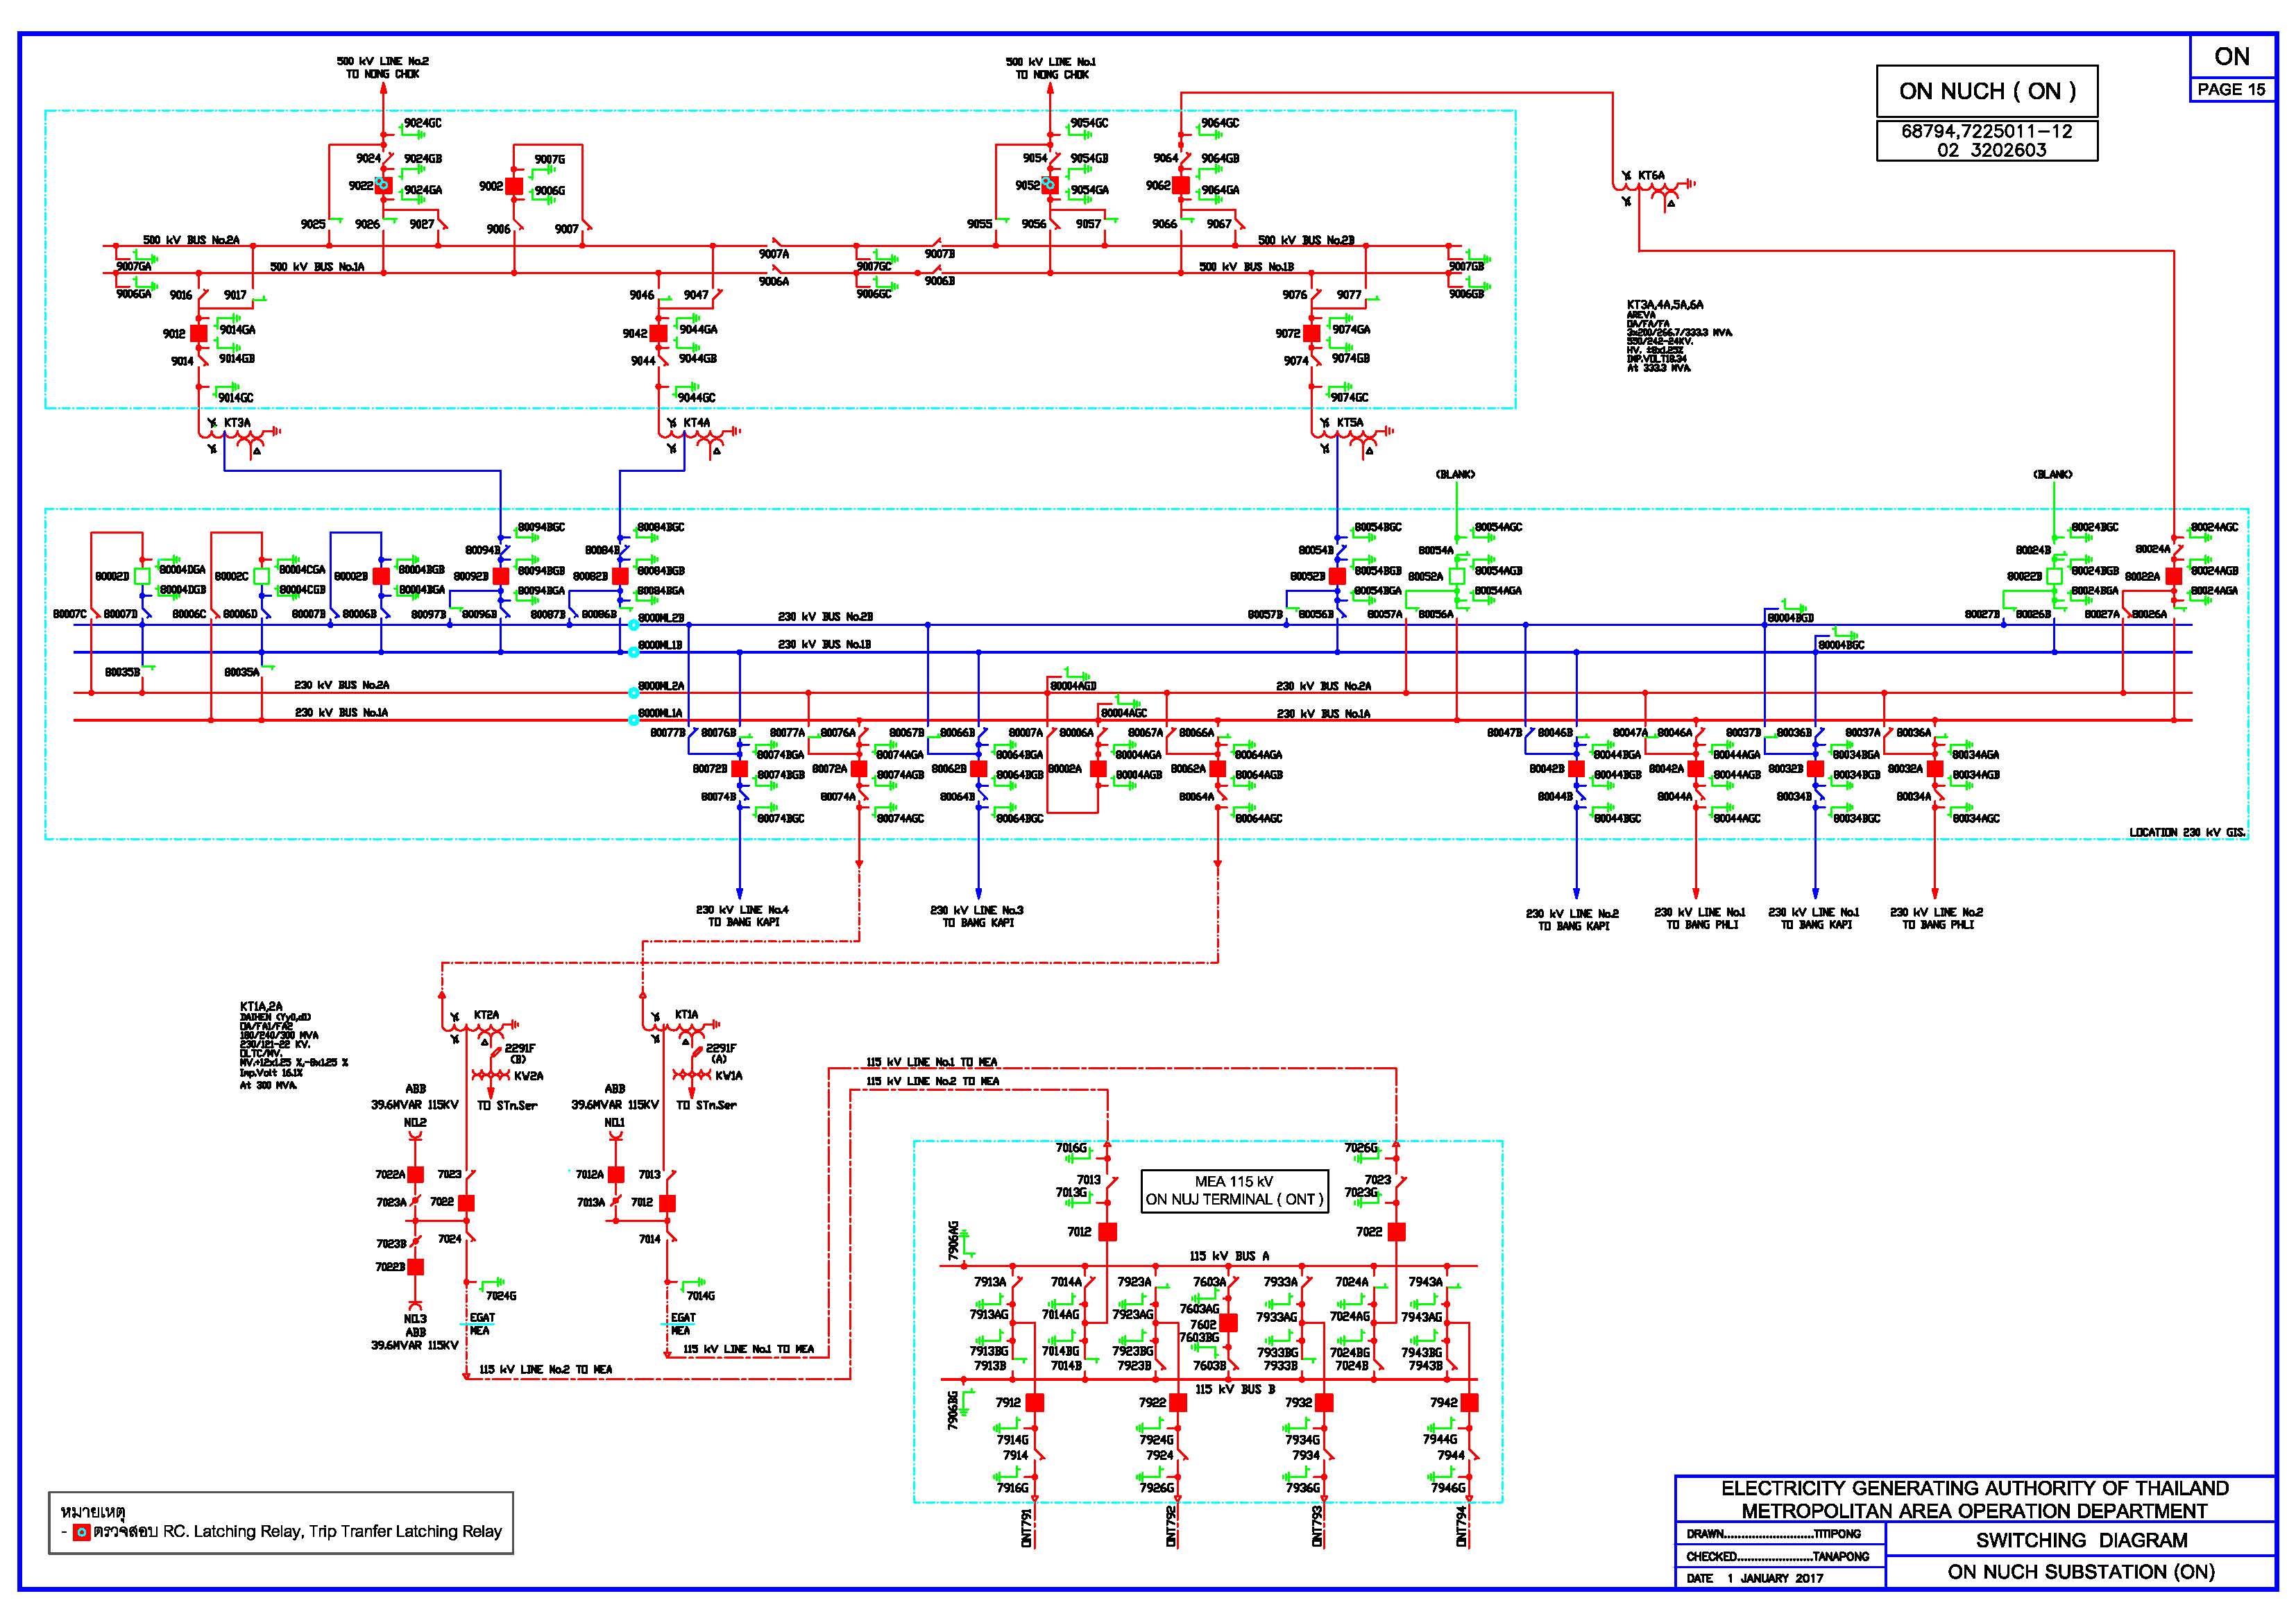 ON
PAGE 15
ON NUCH ( ON )
68794,7225011-12
02 3202603
500 kV LINE No.2
TO NONG CHOK
500 kV LINE No.1
TO NONG CHOK
9024GC
9054GC
9064GC
9024
9024GB
9007G
9054
9054GB
9064
9064GB
9022
9024GA
9002
9006G
9052
9054GA
9062
9064GA
KT6A
9025
9026
9027
9006
9007
9055
9056
9057
9066
9067
500 kV BUS No.2A
9007A
9007B
500 kV BUS No.2B
9007GA
500 kV BUS No.1A
9007GC
500 kV BUS No.1B
9007GB
9006GA
9006A
9006GC
9006B
9006GB
9016
9017
9046
9047
9076
9077
9012
9014GA
9042
9044GA
9072
9074GA
9014
9014GB
9044
9044GB
9074
9074GB
9014GC
9044GC
9074GC
KT3A
KT4A
KT5A
KT3A,4A,5A,6A
AREVA
OA/FA/FA
3x200/266.7/333.3 MVA.
550/242-24KV.
HV. ±8x1.25%
IMP.VOLT18.34
At 333.3 MVA.
(BLANK)
(BLANK)
80094BGC
80084BGC
80054BGC
80054AGC
80024BGC
80024AGC
80094B
80084B
80054B
80054A
80024B
80024A
80002D
80004DGA
80002C
80004CGA
80002B
80004BGB
80092B
80094BGB
80082B
80084BGB
80052B
80054BGB
80052A
80054AGB
80022B
80024BGB
80022A
80024AGB
80004DGB
80004CGB
80004BGA
80094BGA
80084BGA
80054BGA
80054AGA
80024BGA
80024AGA
80007C
80007D
80006C
80006D
80007B
80006B
80097B
80096B
80087B
80086B
80057B
80056B
80057A
80056A
80027B
80026B
80027A
80026A
8000ML2B
230 kV BUS No.2B
80004BGD
8000ML1B
230 kV BUS No.1B
80004BGC
80035B
80035A
230 kV BUS No.2A
8000ML2A
80004AGD
230 kV BUS No.2A
230 kV BUS No.1A
8000ML1A
80004AGC
230 kV BUS No.1A
80077B
80076B
80077A
80076A
80067B
80066B
80007A
80006A
80067A
80066A
80047B
80046B
80047A
80046A
80037B
80036B
80037A
80036A
80074BGA
80074AGA
80064BGA
80004AGA
80064AGA
80044BGA
80044AGA
80034BGA
80034AGA
80072B
80074BGB
80072A
80074AGB
80062B
80064BGB
80002A
80004AGB
80062A
80064AGB
80042B
80044BGB
80042A
80044AGB
80032B
80034BGB
80032A
80034AGB
80074B
80074A
80064B
80064A
80044B
80044A
80034B
80034A
80074BGC
80074AGC
80064BGC
80064AGC
80044BGC
80044AGC
80034BGC
80034AGC
LOCATION 230 kV GIS.
230 kV LINE No.4
TO BANG KAPI
230 kV LINE No.3
TO BANG KAPI
230 kV LINE No.2
TO BANG KAPI
230 kV LINE No.1
TO BANG PHLI
230 kV LINE No.1
TO BANG KAPI
230 kV LINE No.2
TO BANG PHLI
KT1A,2A
DAIHEN (Yy0,d1)
OA/FA1/FA2
180/240/300 MVA
230/121-22 KV.
OLTC/MV.
MV.+12x1.25 %,-8x1.25 %
Imp.Volt 16.1%
At 300 MVA.
KT2A
2291F
(B)
KW2A
TO STn.Ser
KT1A
2291F
(A)
KW1A
TO STn.Ser
ABB
39.6MVAR 115KV
NO.2
ABB
39.6MVAR 115KV
NO.1
7022A
7023
7023A
7022
7023B
7024
7022B
7024G
NO.3
ABB
39.6MVAR 115KV
EGAT
MEA
7012A
7013
7013A
7012
7014
7014G
EGAT
MEA
115 kV LINE No.1 TO MEA
115 kV LINE No.2 TO MEA
115 kV LINE No.1 TO MEA
115 kV LINE No.2 TO MEA
7016G
7026G
7013
MEA 115 kV
ON NUJ TERMINAL ( ONT )
7023
7013G
7023G
7012
7022
7906AG
115 kV BUS A
7913A
7014A
7923A
7603A
7933A
7024A
7943A
7913AG
7014AG
7923AG
7603AG
7933AG
7024AG
7943AG
7602
7913BG
7014BG
7923BG
7603BG
7933BG
7024BG
7943BG
7913B
7014B
7923B
7603B
7933B
7024B
7943B
115 kV BUS B
7906BG
7912
7922
7932
7942
7914G
7924G
7934G
7944G
7914
7924
7934
7944
7916G
7926G
7936G
7946G
ONT791
ONT792
ONT793
ONT794
หมายเหตุ
- ตรวจสอบ RC. Latching Relay, Trip Tranfer Latching Relay
ELECTRICITY GENERATING AUTHORITY OF THAILAND
METROPOLITAN AREA OPERATION DEPARTMENT
DRAWN..........................TITIPONG
CHECKED......................TANAPONG
DATE 1 JANUARY 2017
SWITCHING DIAGRAM
ON NUCH SUBSTATION (ON)